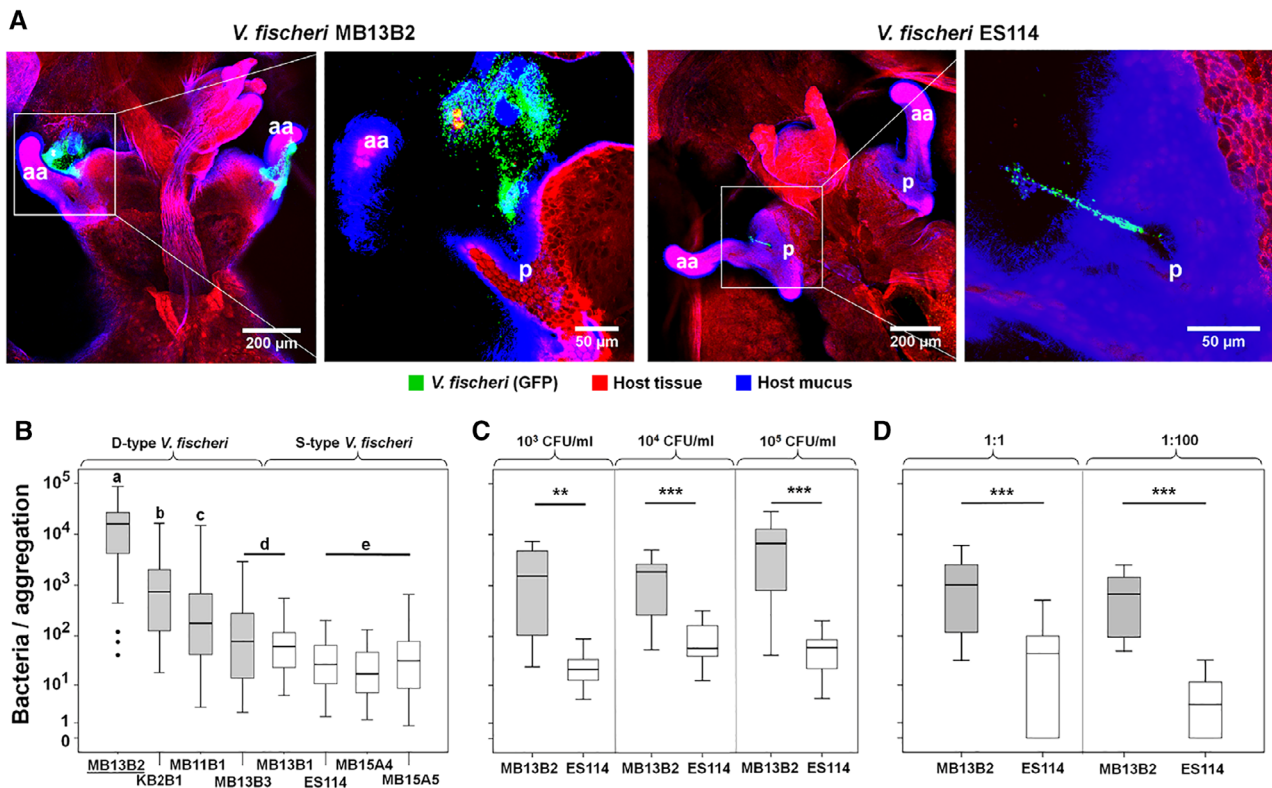 A
V. fischeri MB13B2
V. fischeri ES114
aa
aa
200 µm
aa
p
50 µm
aa
p
p
aa
200 µm
p
50 µm
V. fischeri (GFP)
Host tissue
Host mucus
B
D-type V. fischeri
S-type V. fischeri
Bacteria / aggregation
10⁵
10⁴
10³
10²
10¹
1
0
a
b
c
d
e
MB13B2
KB2B1
MB11B1
MB13B3
MB13B1
ES114
MB15A4
MB15A5
C
10³ CFU/ml
10⁴ CFU/ml
10⁵ CFU/ml
**
***
***
MB13B2
ES114
MB13B2
ES114
MB13B2
ES114
D
1:1
1:100
***
***
MB13B2
ES114
MB13B2
ES114